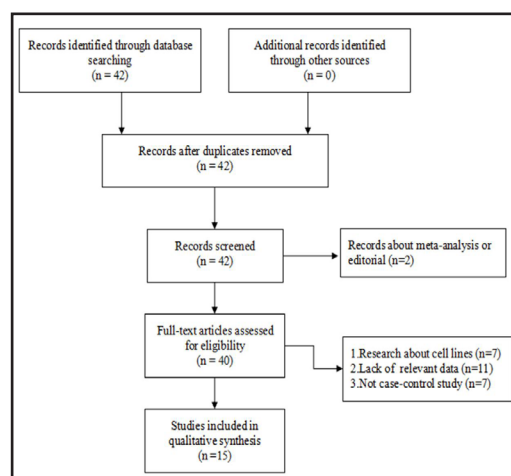 Records identified through database
searching
(n = 42)
Additional records identified
through other sources
(n = 0)
Records after duplicates removed
(n = 42)
Records screened
(n = 42)
Records about meta-analysis or
editorial (n=2)
Full-text articles assessed
for eligibility
(n = 40)
1.Research about cell lines (n=7)
2.Lack of relevant data (n=11)
3.Not case-control study (n=7)
Studies included in
qualitative synthesis
(n=15)